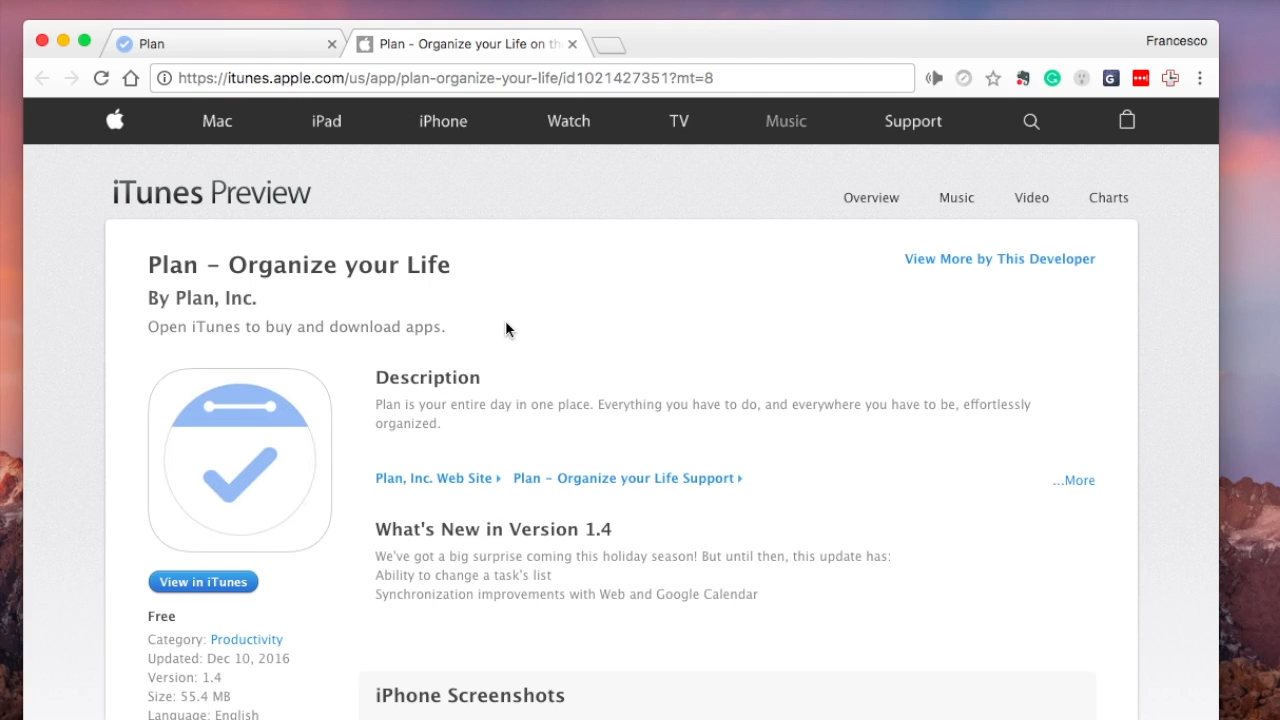 Plan
Plan - Organize your Life on th
Francesco
https://itunes.apple.com/us/app/plan-organize-your-life/id1021427351?mt=8
G
Mac iPad iPhone Watch TV Music Support
iTunes Preview
Overview Music Video Charts
Plan – Organize your Life
View More by This Developer
By Plan, Inc.
Open iTunes to buy and download apps.
Description
Plan is your entire day in one place. Everything you have to do, and everywhere you have to be, effortlessly
organized.
Plan, Inc. Web Site
Plan – Organize your Life Support
...More
What's New in Version 1.4
We've got a big surprise coming this holiday season! But until then, this update has:
Ability to change a task's list
Synchronization improvements with Web and Google Calendar
View in iTunes
Free
Category: Productivity
Updated: Dec 10, 2016
Version: 1.4
Size: 55.4 MB
Language: English
iPhone Screenshots